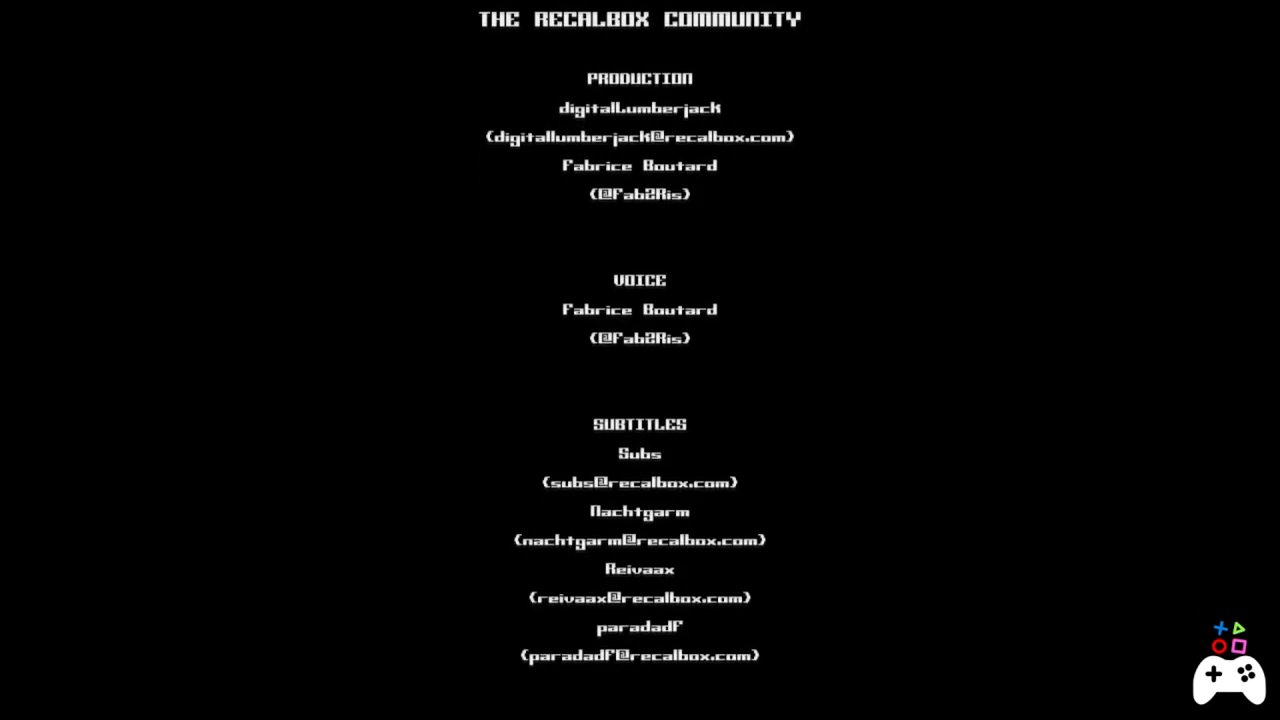 THE RECALBOX COMMUNITY
PRODUCTION
digitalLumberjack
(digitallumberjack@recalbox.com)
Fabrice Boutard
(@Fab2Ris)
VOICE
Fabrice Boutard
(@Fab2Ris)
SUBTITLES
Subs
(subs@recalbox.com)
Nachtgarm
(nachtgarm@recalbox.com)
Reivaax
(reivaax@recalbox.com)
paradadf
(paradadf@recalbox.com)